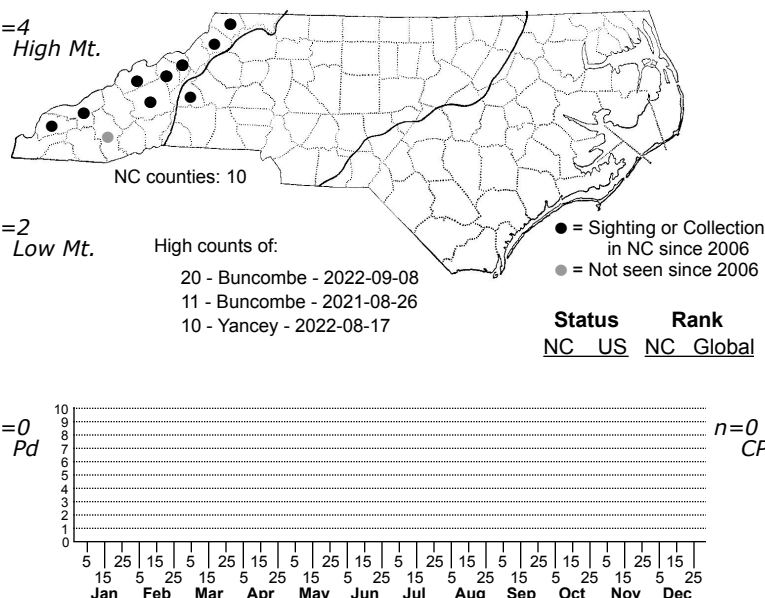 =4
High Mt.
NC counties: 10
=2
Low Mt.
High counts of:
20 - Buncombe - 2022-09-08
11 - Buncombe - 2021-08-26
10 - Yancey - 2022-08-17
● = Sighting or Collection
in NC since 2006
● = Not seen since 2006
Status Rank
NC US NC Global
=0
Pd
n=0
CP
10
9
8
7
6
5
4
3
2
1
0
5 25 15 5 25 15 5 25 15 5 25 15 5 25 15 5 25 15
15 5 25 15 5 25 15 5 25 15 5 25 15 5 25 15 5 25
Jan Feb Mar Apr May Jun Jul Aug Sep Oct Nov Dec